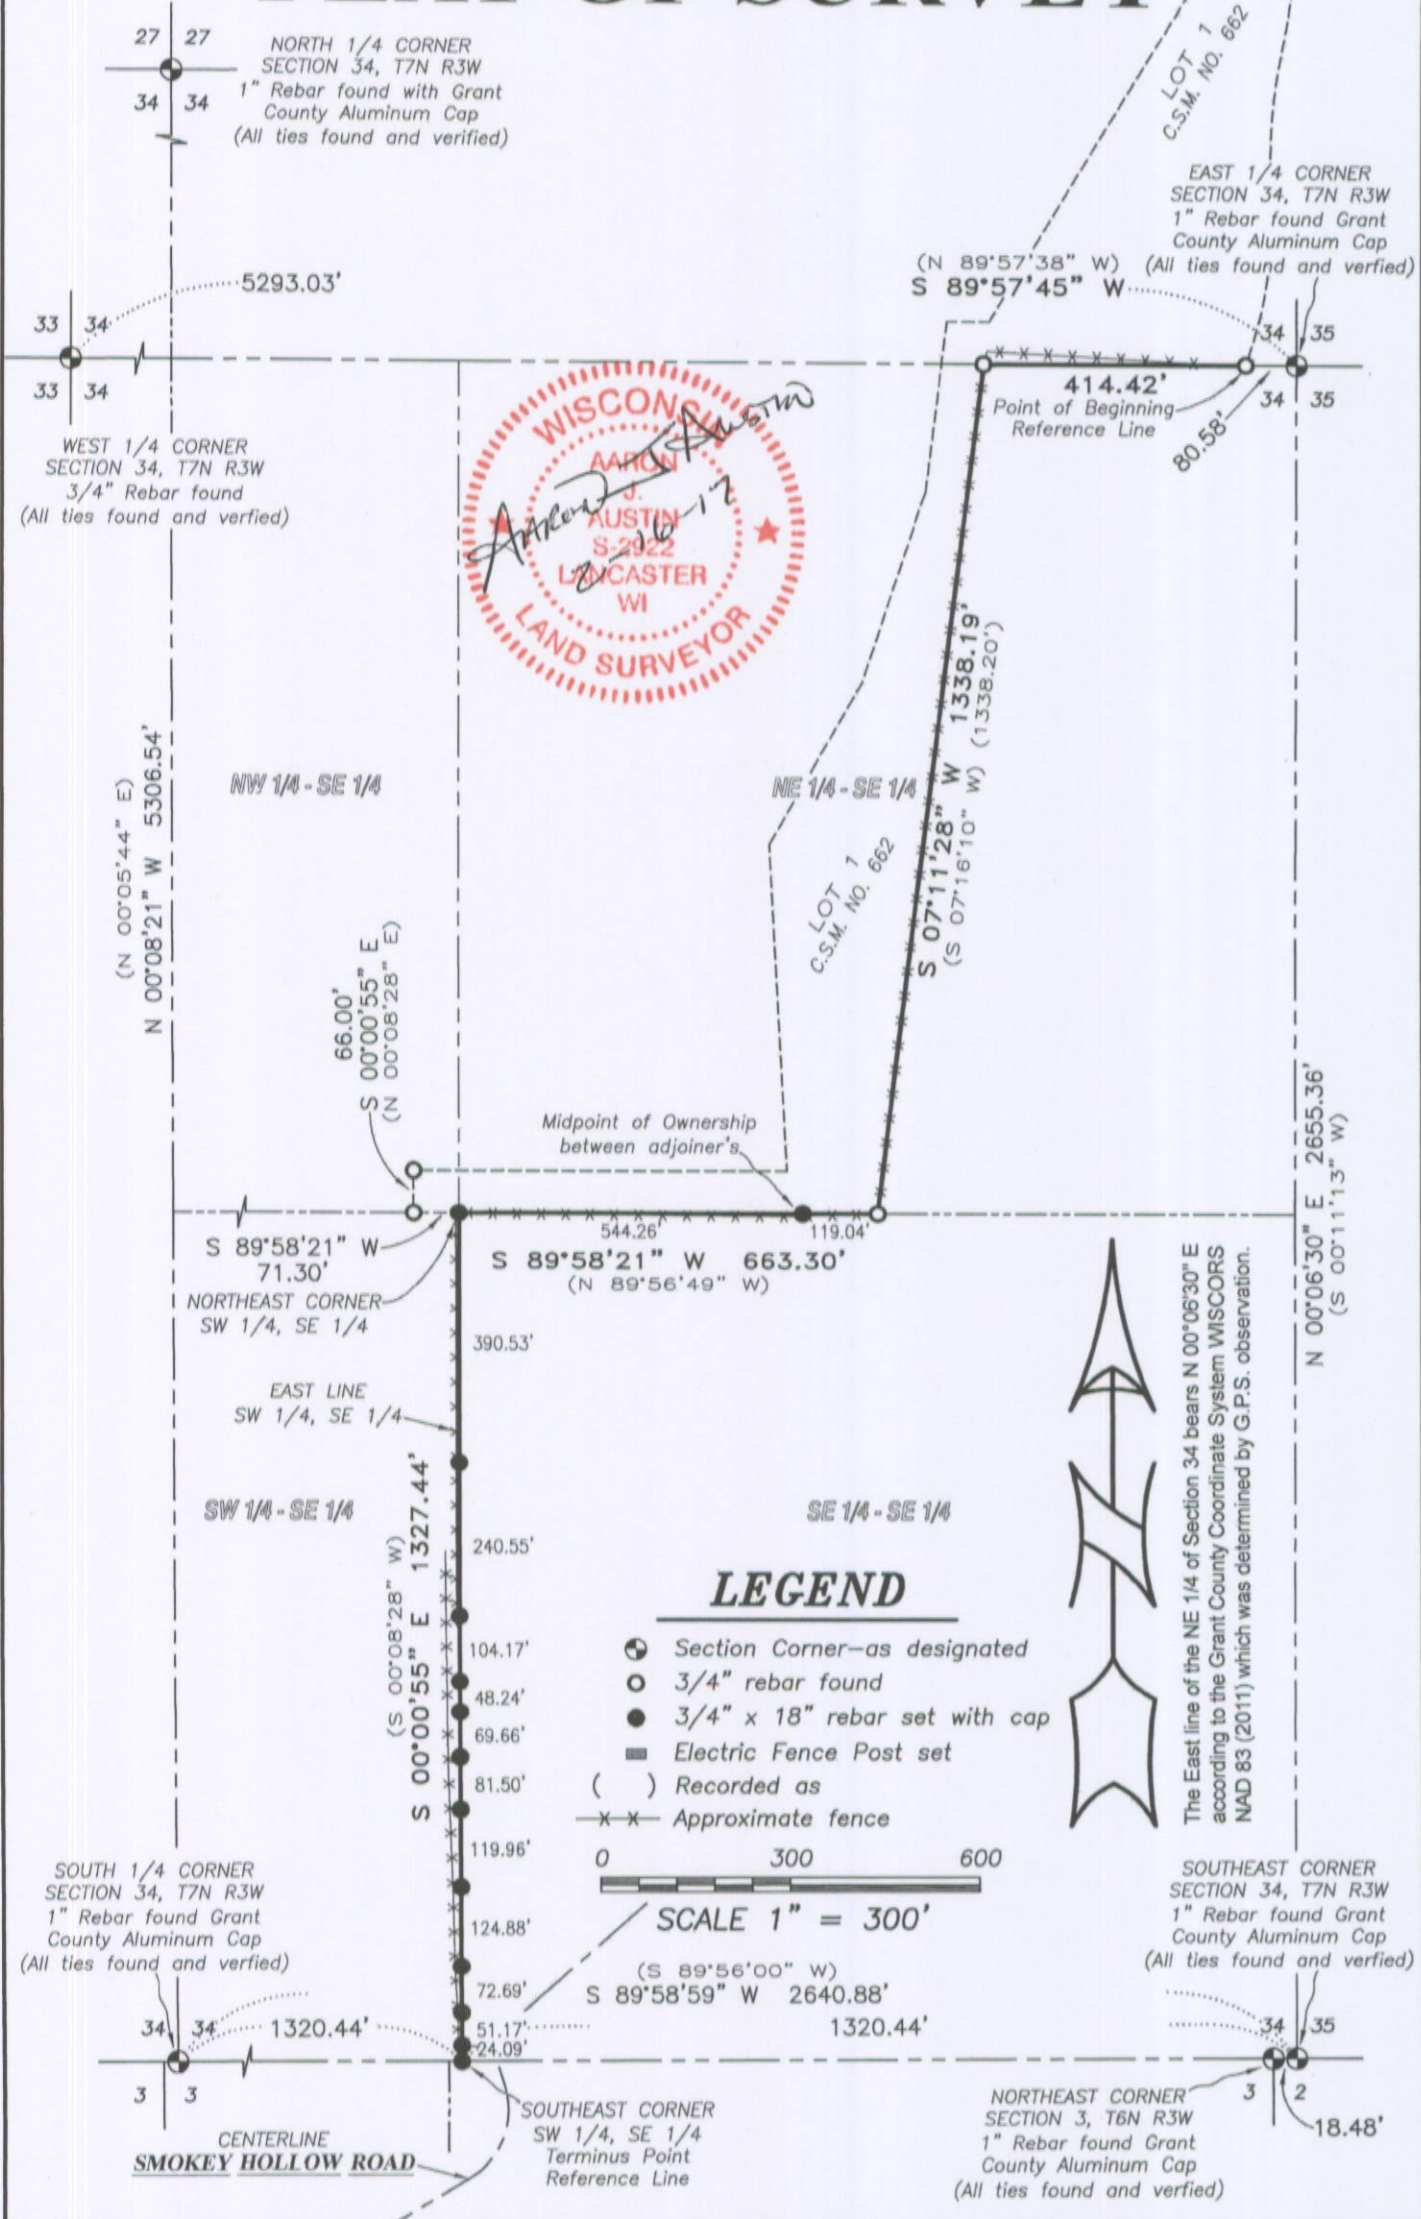 PLAT OF SURVEY
27 27
34 34
NORTH 1/4 CORNER
SECTION 34, T7N R3W
1" Rebar found with Grant
County Aluminum Cap
(All ties found and verified)
LOT 1
C.S.M. NO. 662
EAST 1/4 CORNER
SECTION 34, T7N R3W
1" Rebar found Grant
County Aluminum Cap
(All ties found and verfied)
(N 89°57'38" W)
S 89°57'45" W
5293.03'
33 34
33 34
34 35
34 35
414.42'
Point of Beginning
Reference Line
80.58'
WEST 1/4 CORNER
SECTION 34, T7N R3W
3/4" Rebar found
(All ties found and verfied)
WISCONSIN
AARON
J.
AUSTIN
S-2922
LANCASTER
WI
LAND SURVEYOR
Aaron J Austin
2-16-17
(N 00°05'44" E)
N 00°08'21" W 5306.54'
NW 1/4 - SE 1/4
NE 1/4 - SE 1/4
LOT 1
C.S.M. NO. 662
S 07°11'28" W 1338.19'
(S 07°16'10" W) (1338.20')
66.00'
S 00°00'55" E
(N 00°08'28" E)
Midpoint of Ownership
between adjoiner's
N 00°06'30" E 2655.36'
(S 00°11'13" W)
544.26'
119.04'
S 89°58'21" W
71.30'
S 89°58'21" W 663.30'
(N 89°56'49" W)
NORTHEAST CORNER
SW 1/4, SE 1/4
390.53'
EAST LINE
SW 1/4, SE 1/4
SW 1/4 - SE 1/4
SE 1/4 - SE 1/4
(S 00°08'28" W)
S 00°00'55" E 1327.44'
240.55'
104.17'
48.24'
69.66'
81.50'
119.96'
124.88'
72.69'
51.17'
24.09'
The East line of the NE 1/4 of Section 34 bears N 00°06'30" E
according to the Grant County Coordinate System WISCORS
NAD 83 (2011) which was determined by G.P.S. observation.
LEGEND
Section Corner-as designated
3/4" rebar found
3/4" x 18" rebar set with cap
Electric Fence Post set
( ) Recorded as
Approximate fence
0 300 600
SCALE 1" = 300'
SOUTH 1/4 CORNER
SECTION 34, T7N R3W
1" Rebar found Grant
County Aluminum Cap
(All ties found and verfied)
SOUTHEAST CORNER
SECTION 34, T7N R3W
1" Rebar found Grant
County Aluminum Cap
(All ties found and verfied)
(S 89°56'00" W)
S 89°58'59" W 2640.88'
34 34
1320.44'
1320.44'
34 35
3 3
3 2
18.48'
SOUTHEAST CORNER
SW 1/4, SE 1/4
Terminus Point
Reference Line
NORTHEAST CORNER
SECTION 3, T6N R3W
1" Rebar found Grant
County Aluminum Cap
(All ties found and verfied)
CENTERLINE
SMOKEY HOLLOW ROAD